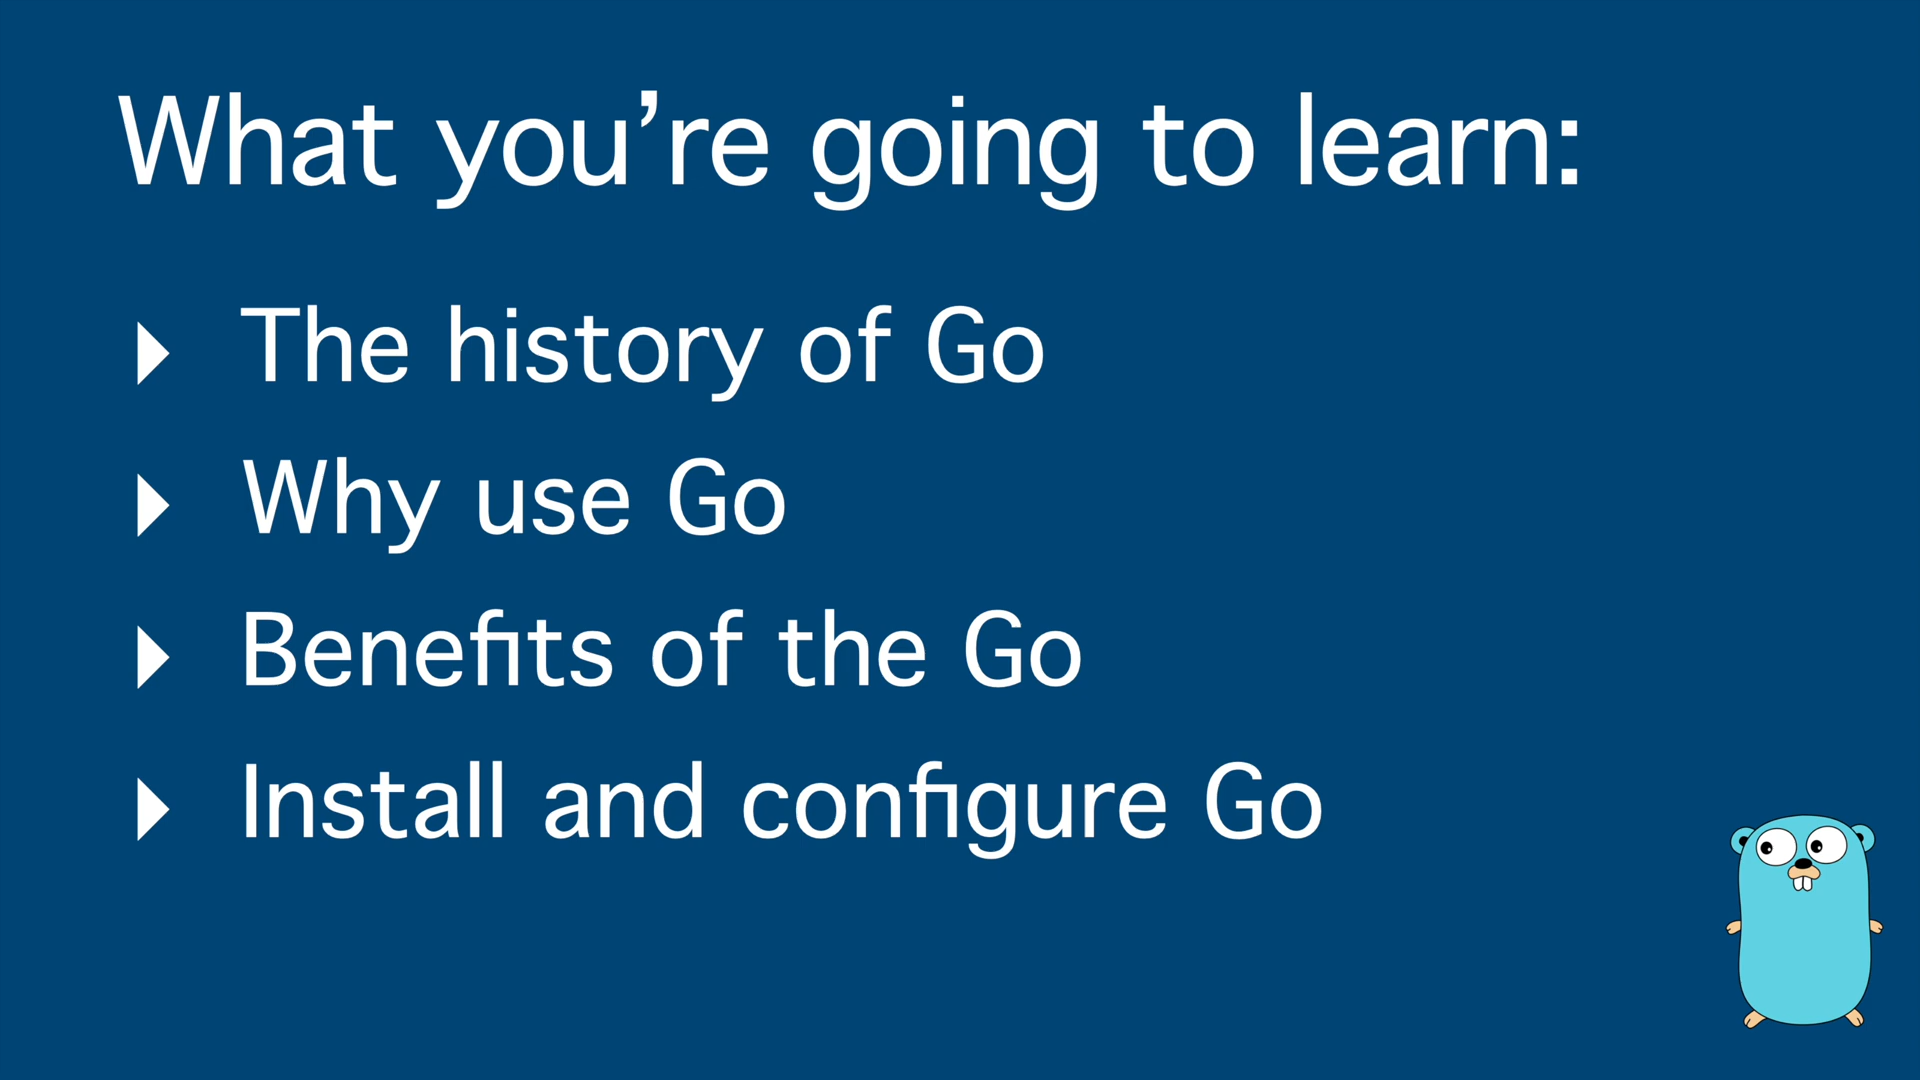 What you’re going to learn:
The history of Go
Why use Go
Benefits of the Go
Install and configure Go